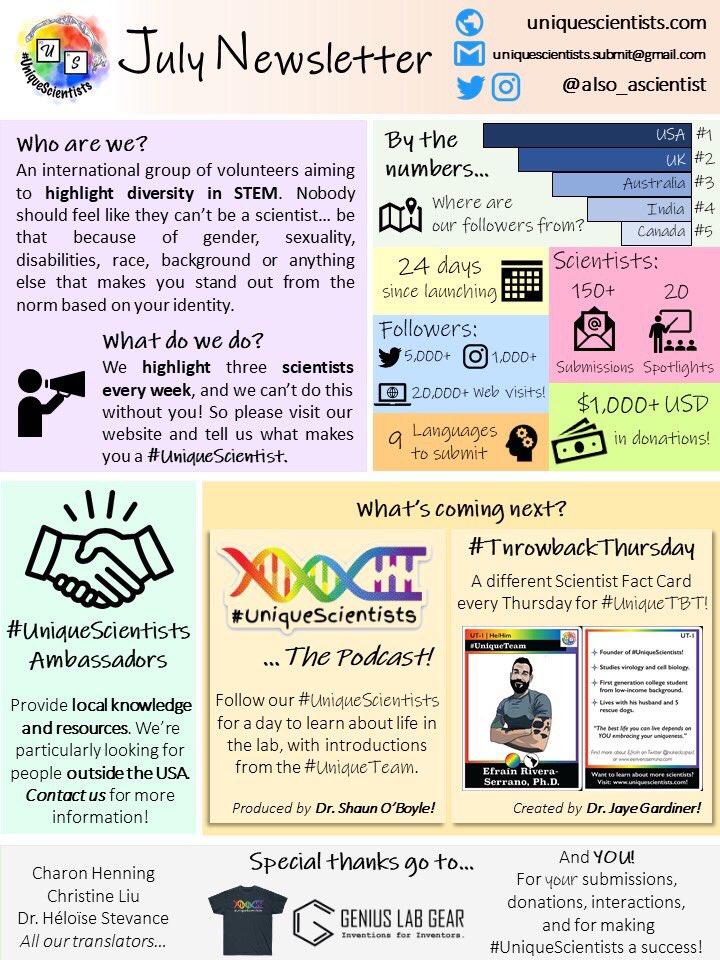 #UniqueScientists
U
S
July Newsletter
uniquescientists.com
uniquescientists.submit@gmail.com
@also_ascientist
Who are we?
An international group of volunteers aiming
to highlight diversity in STEM. Nobody
should feel like they can't be a scientist... be
that because of gender, sexuality,
disabilities, race, background or anything
else that makes you stand out from the
norm based on your identity.
What do we do?
We highlight three scientists
every week, and we can't do this
without you! So please visit our
website and tell us what makes
you a #UniqueScientist.
By the
numbers...
Where are
our followers from?
USA #1
UK #2
Australia #3
India #4
Canada #5
24 days
since launching
Scientists:
150+ 20
Submissions Spotlights
Followers:
5,000+ 1,000+
20,000+ Web visits!
9 Languages
to submit
$1,000+ USD
in donations!
#UniqueScientists
Ambassadors
Provide local knowledge
and resources. We're
particularly looking for
people outside the USA.
Contact us for more
information!
What's coming next?
#UniqueScientists
... The Podcast!
Follow our #UniqueScientists
for a day to learn about life in
the lab, with introductions
from the #UniqueTeam.
Produced by Dr. Shaun O'Boyle!
#ThrowbackThursday
A different Scientist Fact Card
every Thursday for #UniqueTBT!
UT-1 | He/Him
#UniqueTeam
Efraín Rivera-
Serrano, Ph.D.
UT-1
Founder of #UniqueScientists!
Studies virology and cell biology.
First generation college student
from low-income background.
Lives with his husband and 5
rescue dogs.
"The best life you can live depends on
YOU embracing your uniqueness."
Find more about Efraín on Twitter @nakedcapsid
Want to learn about more scientists?
Visit: www.uniquescientists.com!
Created by Dr. Jaye Gardiner!
Special thanks go to...
Charon Henning
Christine Liu
Dr. Héloïse Stevance
All our translators...
#UniqueScientists
GENIUS LAB GEAR
Inventions for Inventors.
And YOU!
For your submissions,
donations, interactions,
and for making
#UniqueScientists a success!